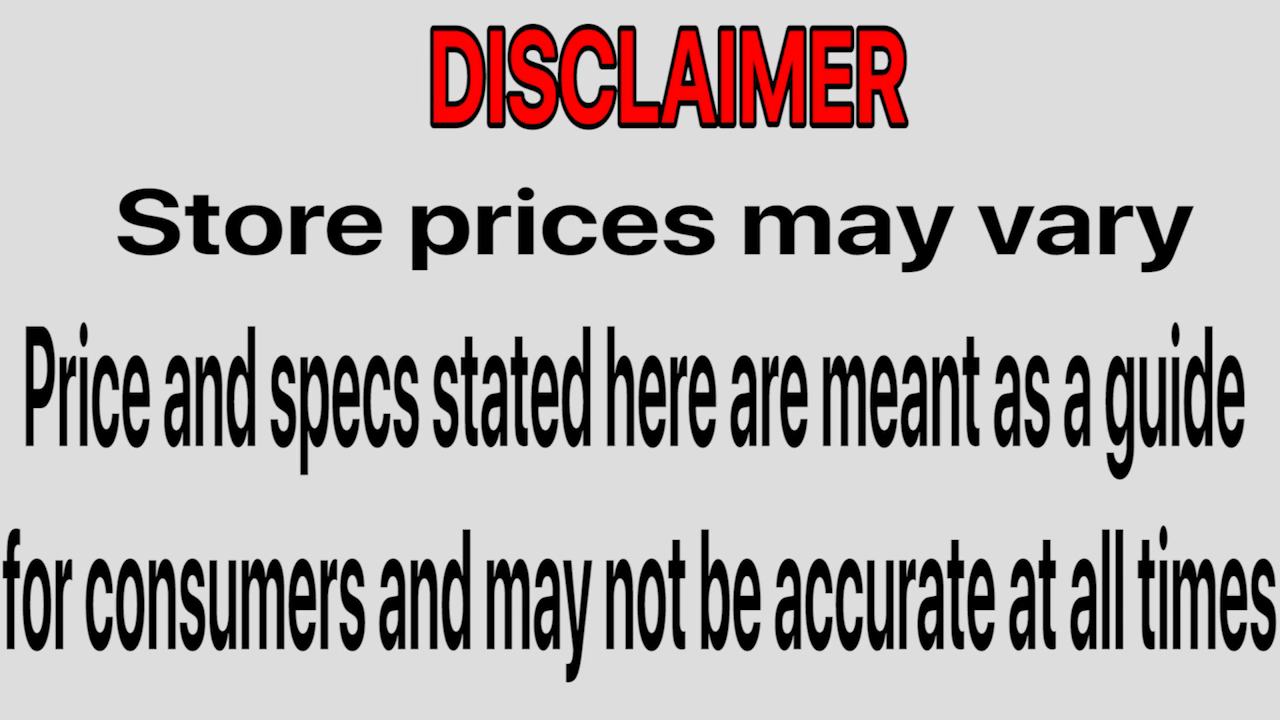 DISCLAIMER
Store prices may vary
Price and specs stated here are meant as a guide
for consumers and may not be accurate at all times